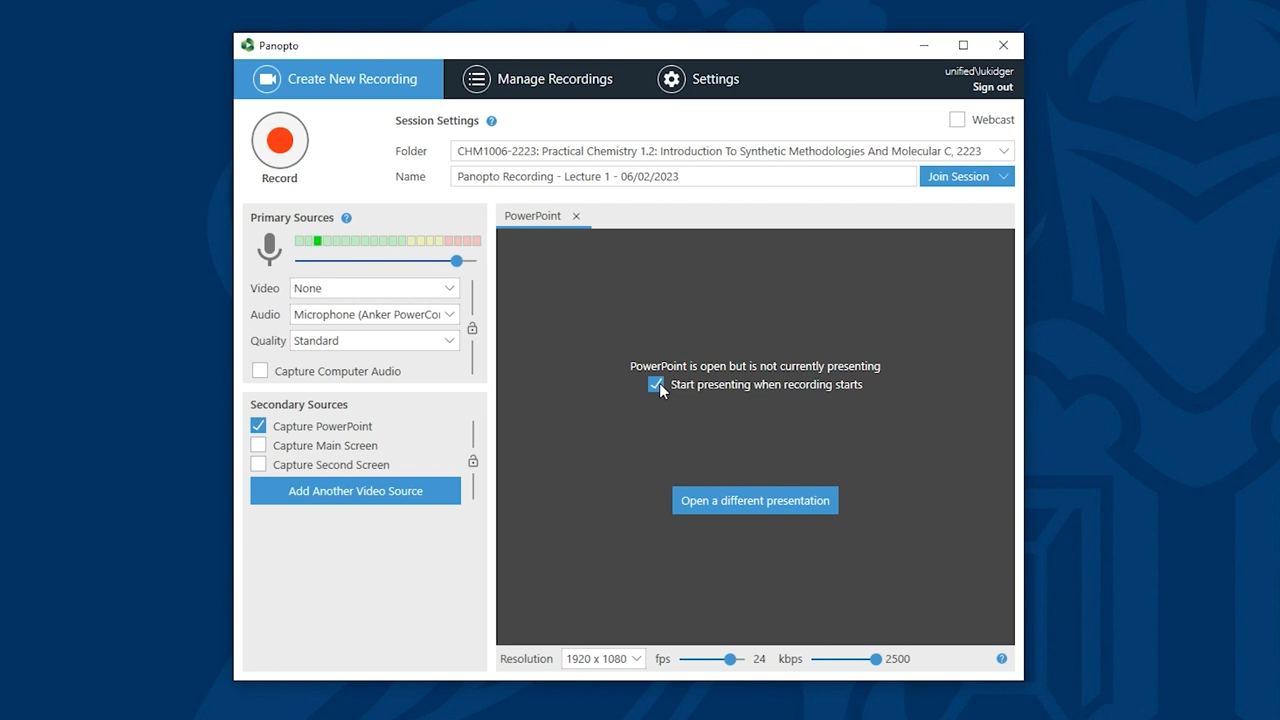 Panopto
Create New Recording
Manage Recordings
Settings
unified\lukidger
Sign out
Record
Session Settings ?
Webcast
Folder
CHM1006-2223: Practical Chemistry 1.2: Introduction To Synthetic Methodologies And Molecular C, 2223
Name
Panopto Recording - Lecture 1 - 06/02/2023
Join Session
Primary Sources ?
Video
None
Audio
Microphone (Anker PowerCon
Quality
Standard
Capture Computer Audio
Secondary Sources
Capture PowerPoint
Capture Main Screen
Capture Second Screen
Add Another Video Source
PowerPoint
PowerPoint is open but is not currently presenting
Start presenting when recording starts
Open a different presentation
Resolution
1920 x 1080
fps
24
kbps
2500
?